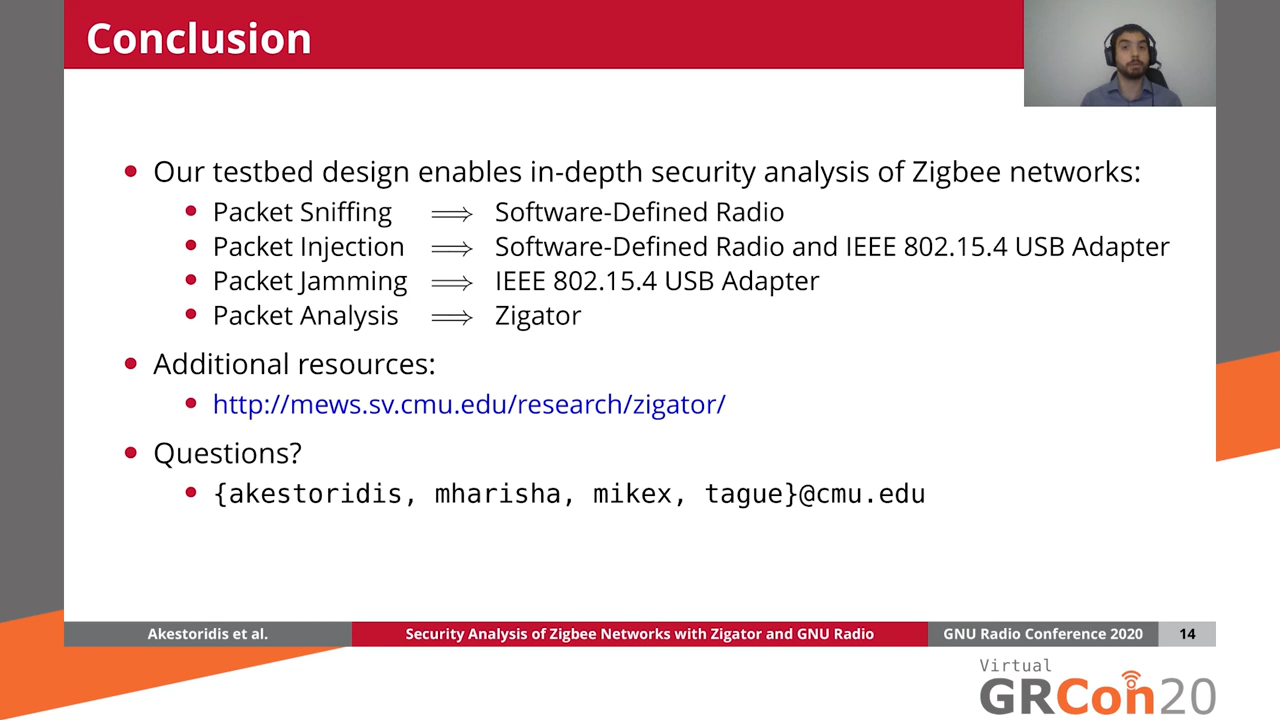 Conclusion
Our testbed design enables in-depth security analysis of Zigbee networks:
Packet Sniffing ⟹ Software-Defined Radio
Packet Injection ⟹ Software-Defined Radio and IEEE 802.15.4 USB Adapter
Packet Jamming ⟹ IEEE 802.15.4 USB Adapter
Packet Analysis ⟹ Zigator
Additional resources:
http://mews.sv.cmu.edu/research/zigator/
Questions?
{akestoridis, mharisha, mikex, tague}@cmu.edu
Akestoridis et al. Security Analysis of Zigbee Networks with Zigator and GNU Radio GNU Radio Conference 2020 14
Virtual
GRCon20